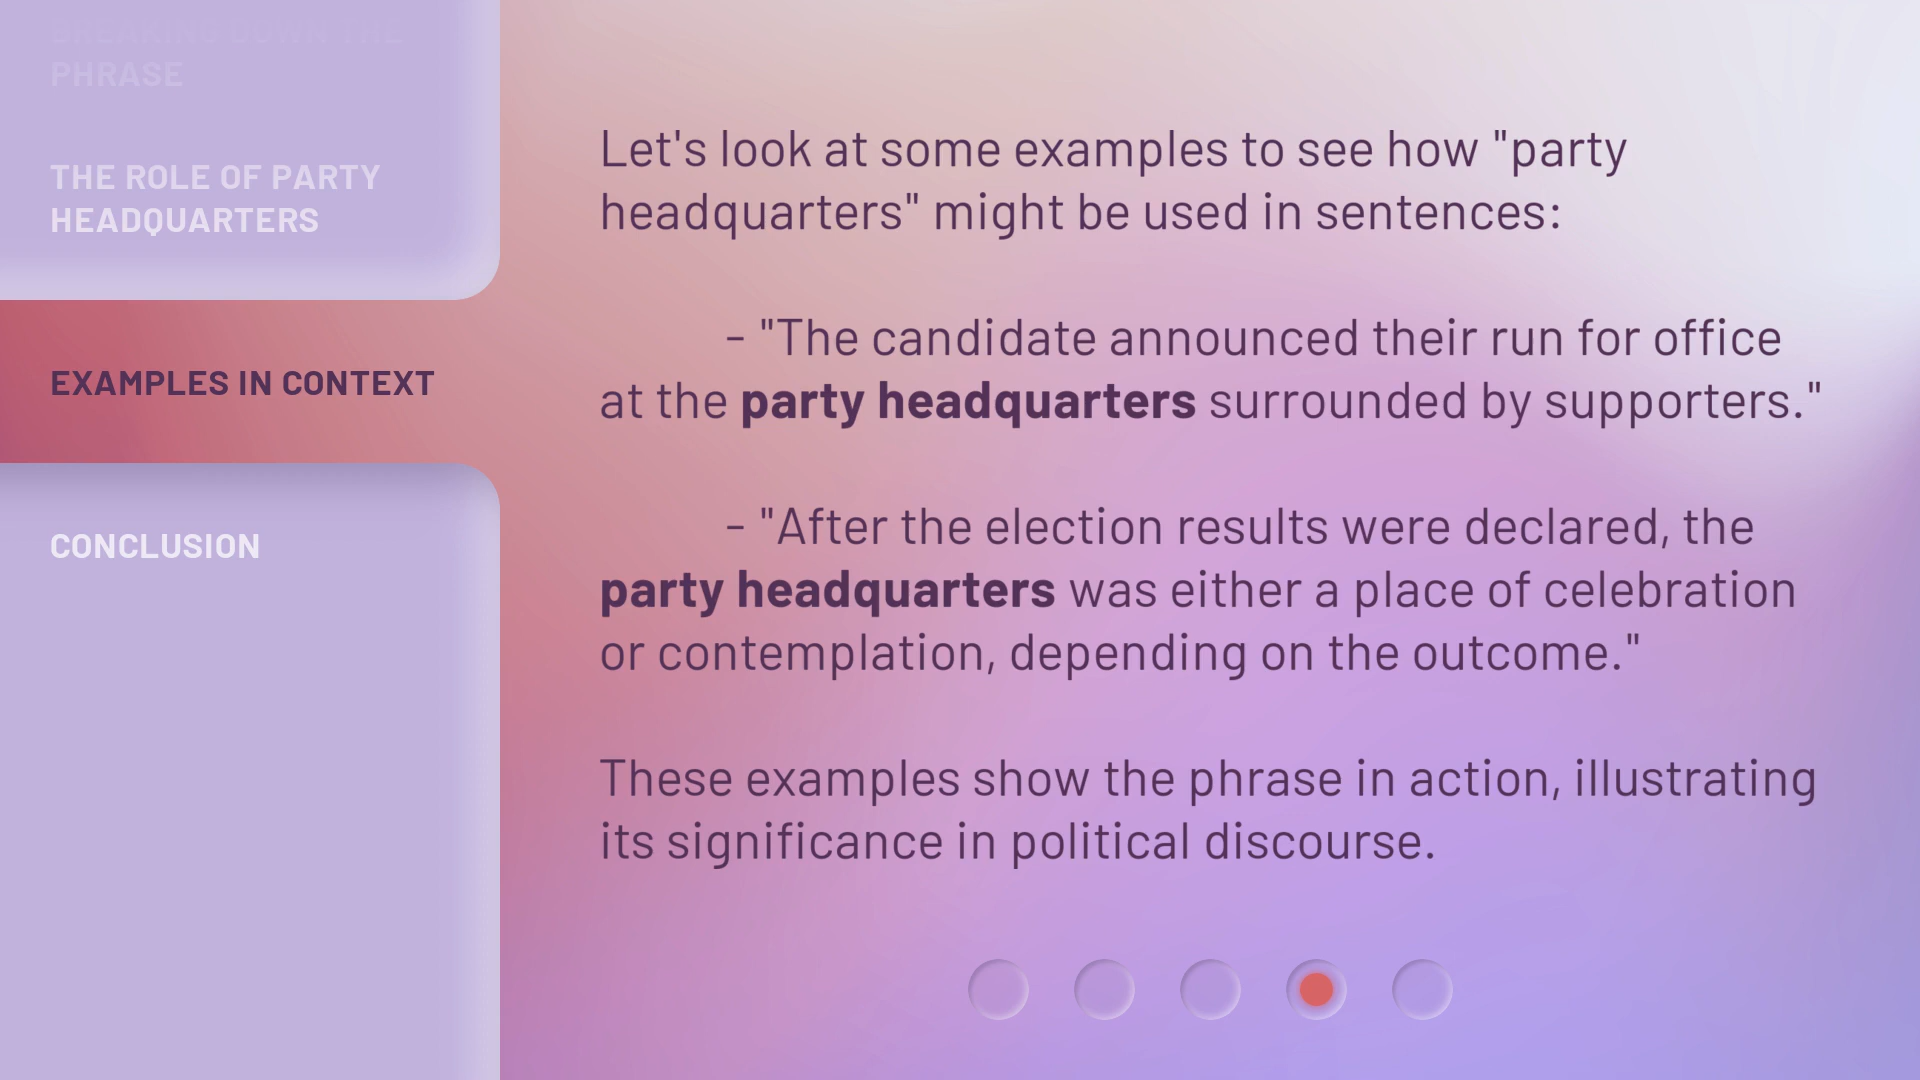 BREAKING DOWN THE
PHRASE
THE ROLE OF PARTY
HEADQUARTERS
EXAMPLES IN CONTEXT
CONCLUSION
Let's look at some examples to see how "party
headquarters" might be used in sentences:
- "The candidate announced their run for office
at the party headquarters surrounded by supporters."
- "After the election results were declared, the
party headquarters was either a place of celebration
or contemplation, depending on the outcome."
These examples show the phrase in action, illustrating
its significance in political discourse.